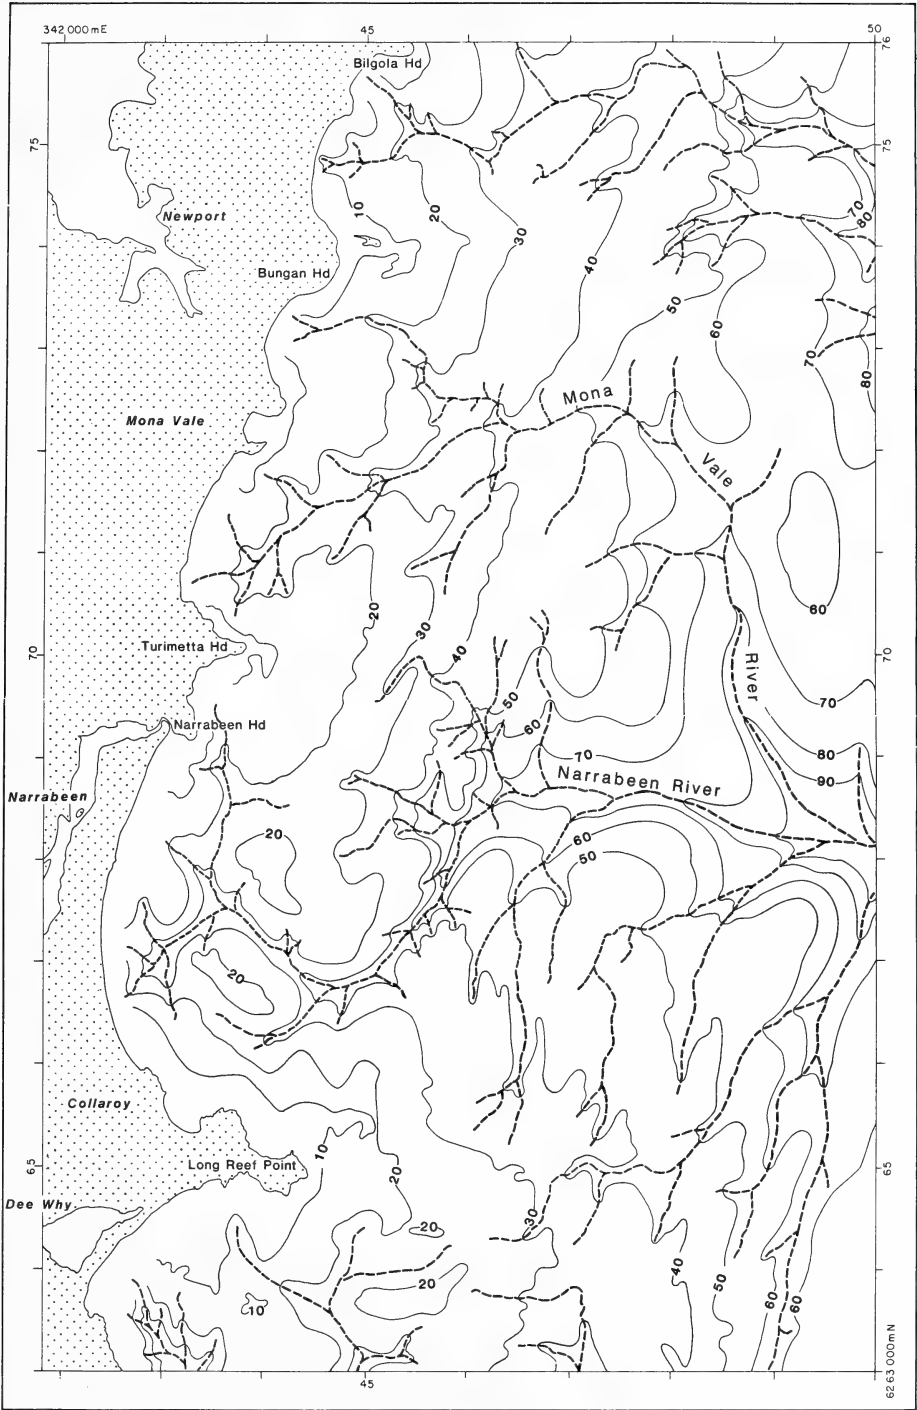 342 000 mE
45
50
Bilgola Hd
76
75
75
10
20
Newport
70
80
30
Bungan Hd
40
50
60
70
80
Mona
Mona Vale
Vale
20
60
30
Turimetta Hd
40
70
70
River
50
70
Narrabeen Hd
60
80
70
90
Narrabeen River
Narrabeen
20
60
50
20
Collaroy
10
65
Long Reef Point
65
20
Dee Why
30
20
40
20
50
60
60
10
45
62 63 000 mN